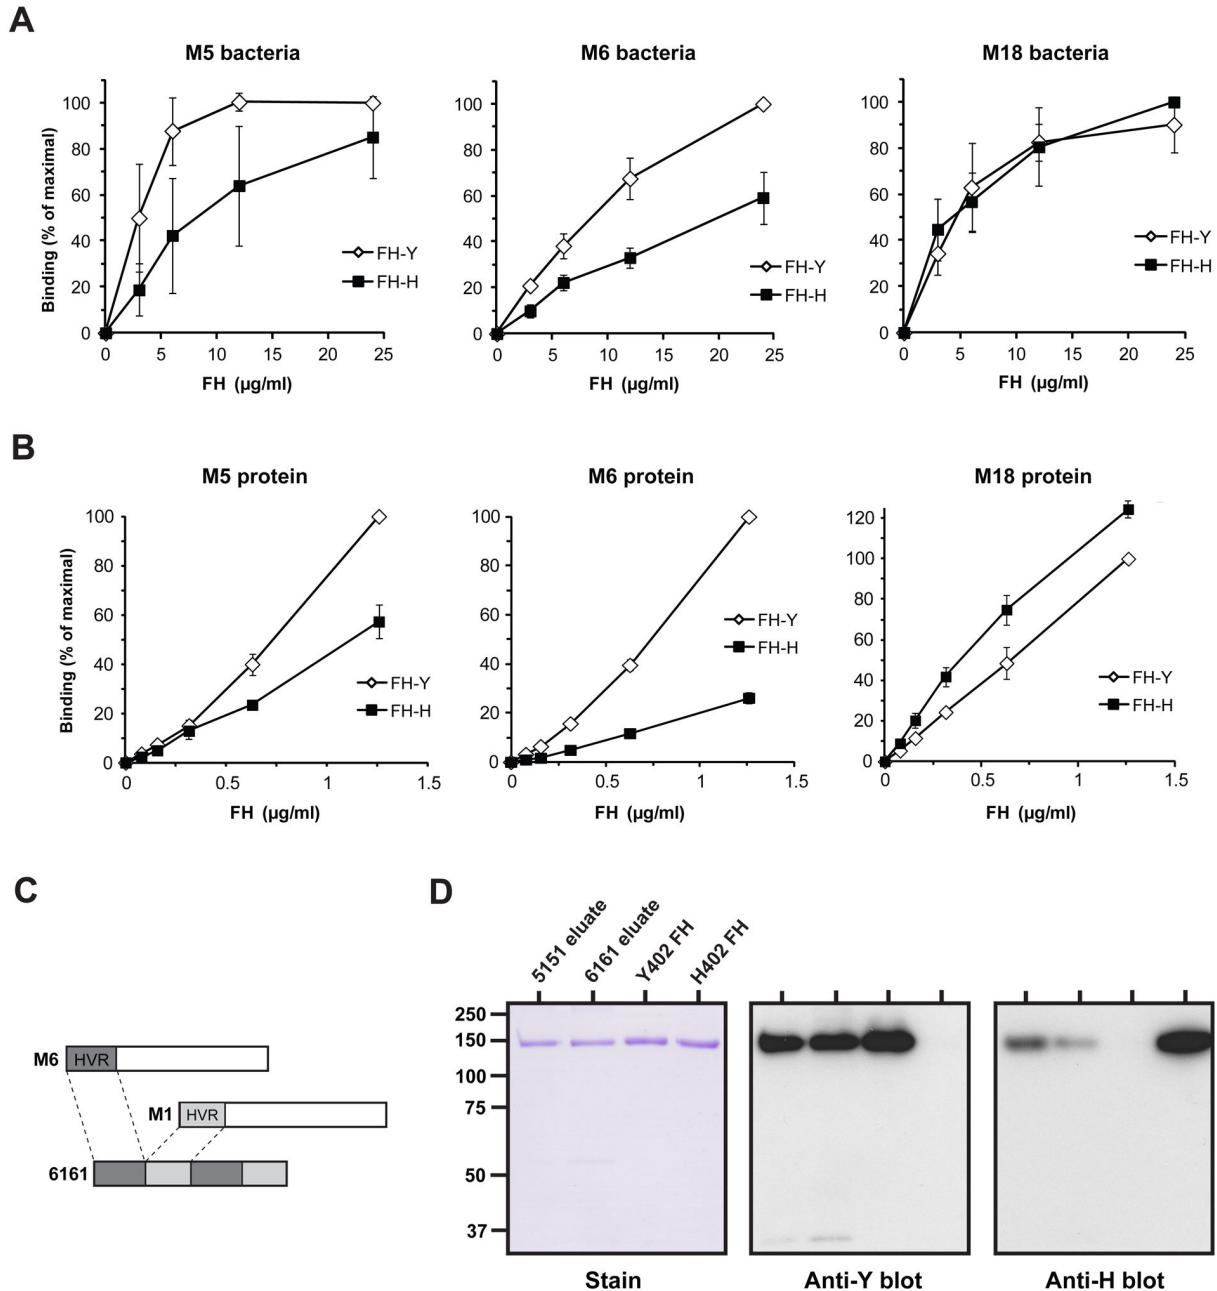 A
M5 bacteria
M6 bacteria
M18 bacteria
Binding (% of maximal)
100
80
60
40
20
0
0 5 10 15 20 25
FH (µg/ml)
FH-Y
FH-H
100
80
60
40
20
0
0 5 10 15 20 25
FH (µg/ml)
FH-Y
FH-H
100
80
60
40
20
0
0 5 10 15 20 25
FH (µg/ml)
FH-Y
FH-H
B
M5 protein
M6 protein
M18 protein
Binding (% of maximal)
100
80
60
40
20
0
0 0.5 1 1.5
FH (µg/ml)
FH-Y
FH-H
100
80
60
40
20
0
0 0.5 1 1.5
FH (µg/ml)
FH-Y
FH-H
120
100
80
60
40
20
0
0 0.5 1 1.5
FH (µg/ml)
FH-Y
FH-H
C
M6 HVR
M1 HVR
6161
D
5151 eluate
6161 eluate
Y402 FH
H402 FH
250
150
100
75
50
37
Stain
Anti-Y blot
Anti-H blot